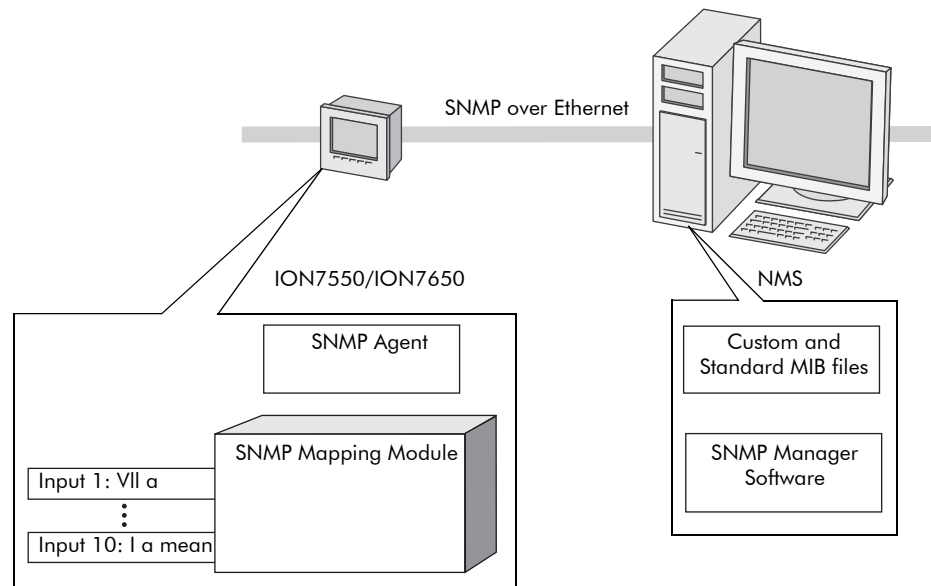 SNMP over Ethernet
ION7550/ION7650
NMS
SNMP Agent
Custom and
Standard MIB files
SNMP Mapping Module
SNMP Manager
Software
Input 1: Vll a
Input 10: I a mean